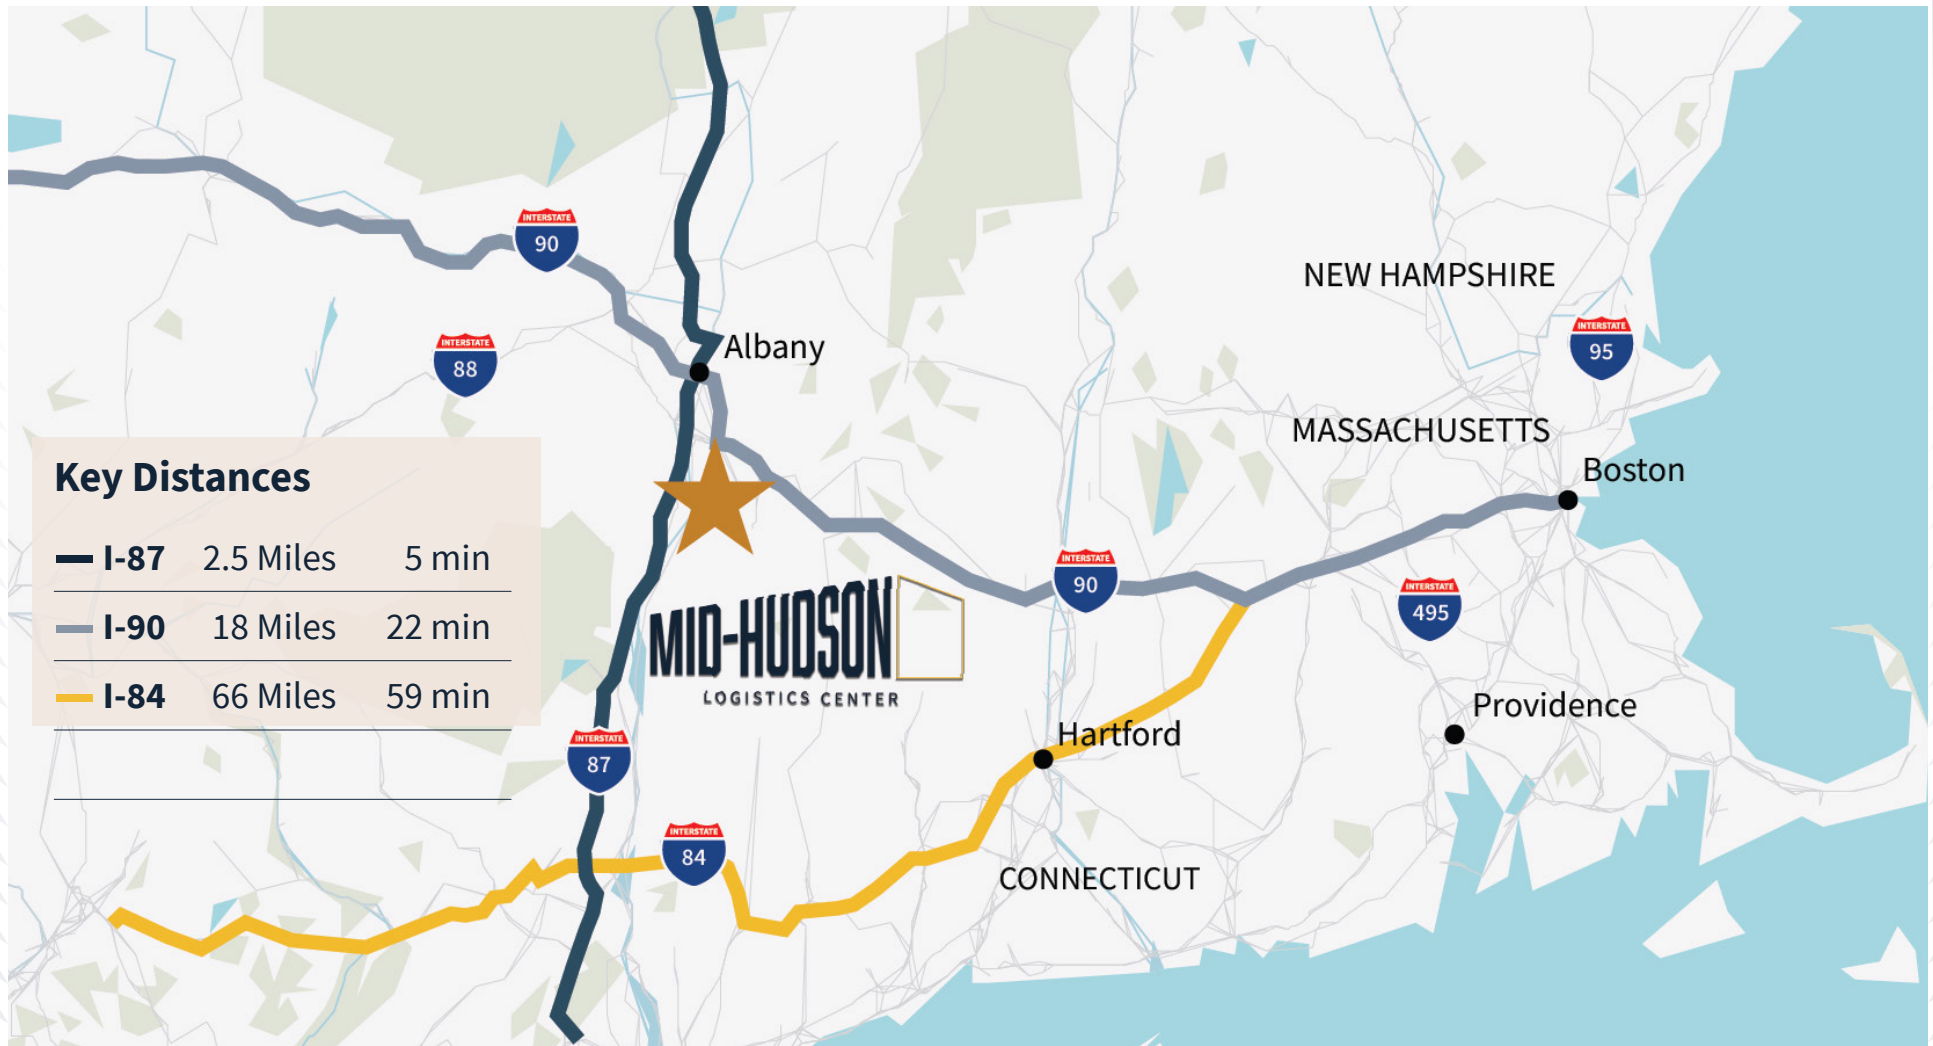 INTERSTATE
90
NEW HAMPSHIRE
INTERSTATE
95
INTERSTATE
88
Albany
MASSACHUSETTS
Boston
Key Distances
I-87 2.5 Miles 5 min
I-90 18 Miles 22 min
I-84 66 Miles 59 min
INTERSTATE
90
INTERSTATE
495
MID-HUDSON
LOGISTICS CENTER
Providence
Hartford
INTERSTATE
87
INTERSTATE
84
CONNECTICUT